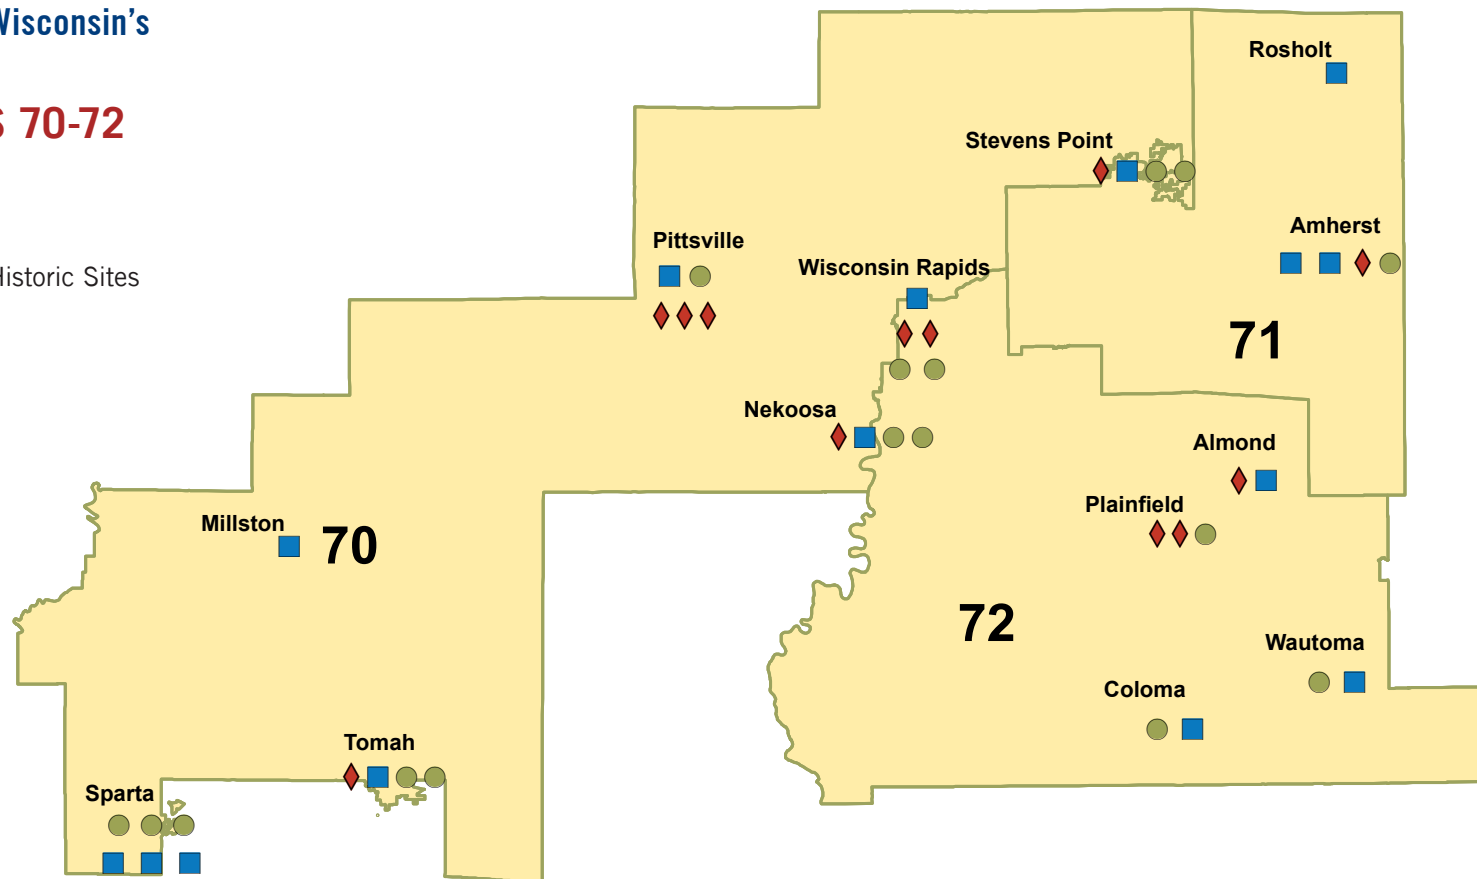 Wisconsin's
S 70-72
Historic Sites
Rosholt
Stevens Point
Amherst
Pittsville
Wisconsin Rapids
71
Nekoosa
Almond
Plainfield
Millston
70
72
Wautoma
Coloma
Tomah
Sparta